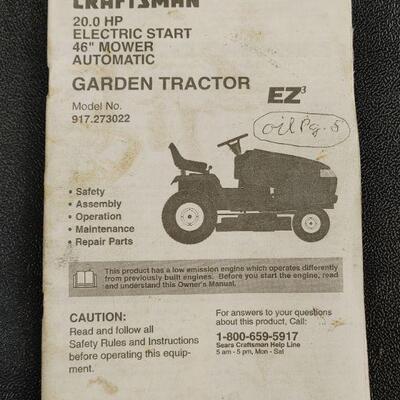 CRAFTSMAN
20.0 HP
ELECTRIC START
46" MOWER
AUTOMATIC
GARDEN TRACTOR
EZ3
Model No.
917.273022
oil Pg. 5
• Safety
• Assembly
• Operation
• Maintenance
• Repair Parts
This product has a low emission engine which operates differently
from previously built engines. Before you start the engine, read
and understand this Owner's Manual.
CAUTION:
Read and follow all
Safety Rules and Instructions
before operating this equip-
ment.
For answers to your questions
about this product, Call:
1-800-659-5917
Sears Craftsman Help Line
5 am - 5 pm, Mon - Sat